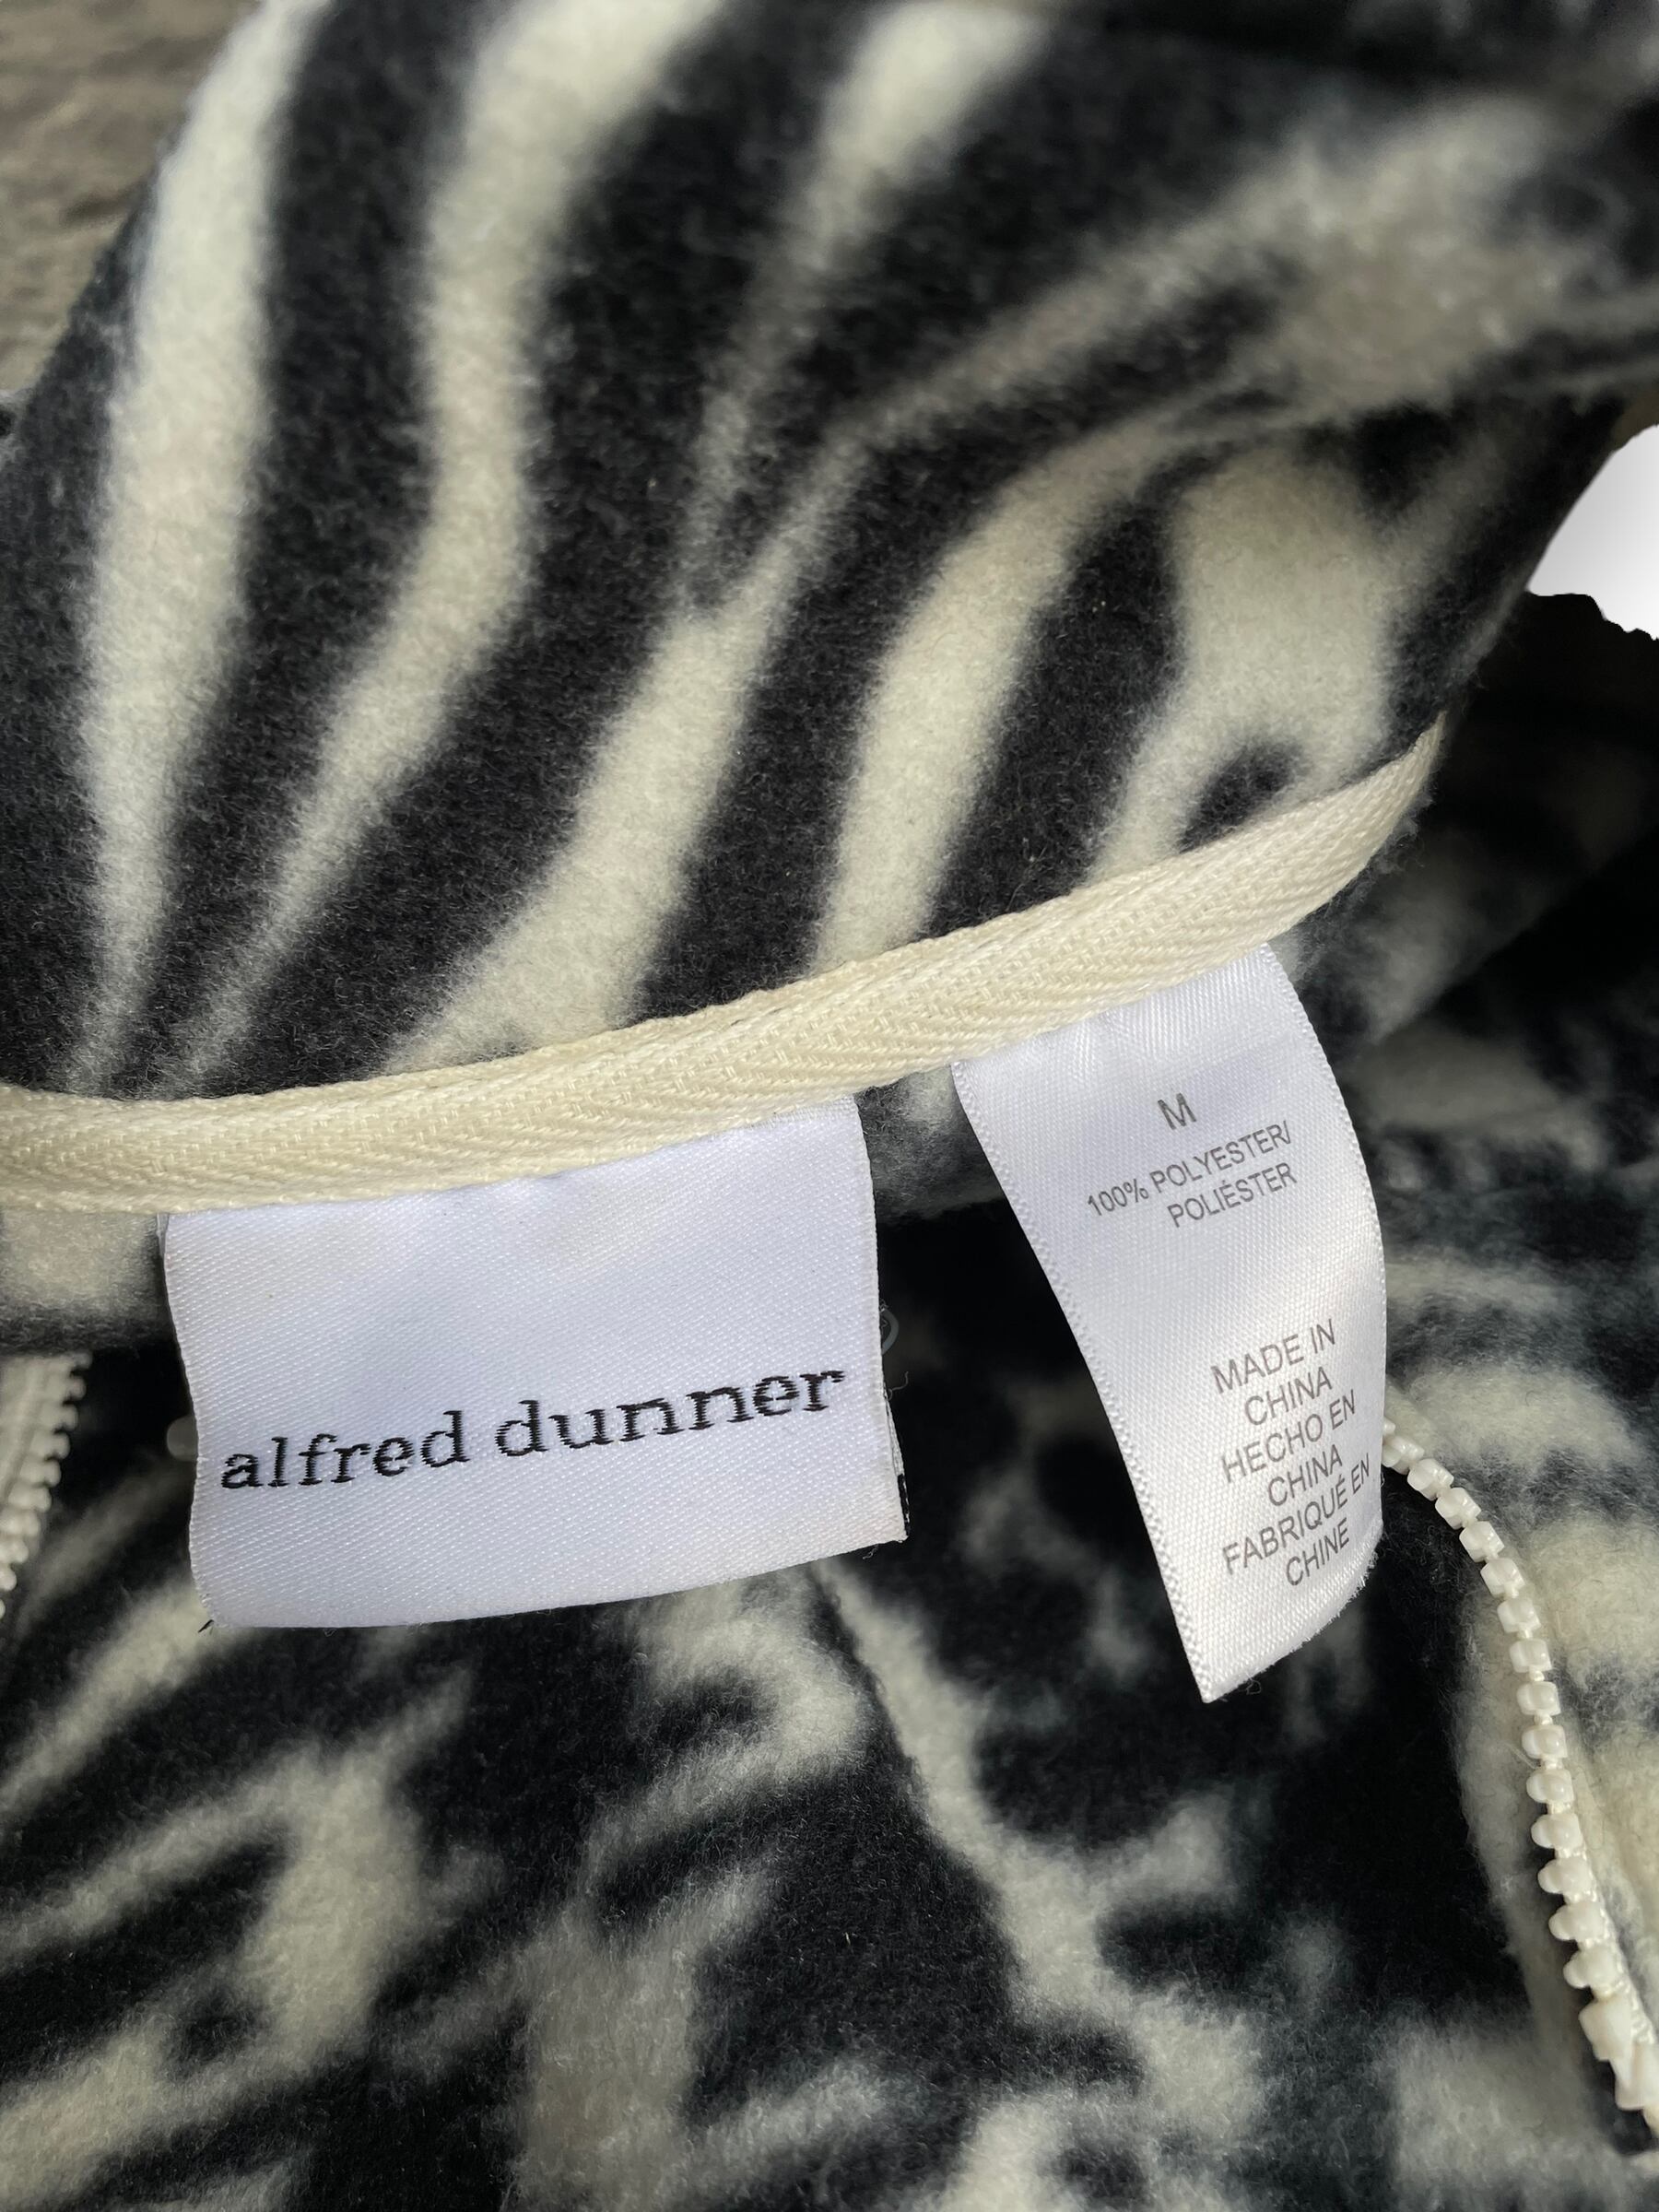 alfred dunner
M
100% POLYESTER/
POLIÉSTER
MADE IN
CHINA
HECHO EN
CHINA
FABRIQUÉ EN
CHINE